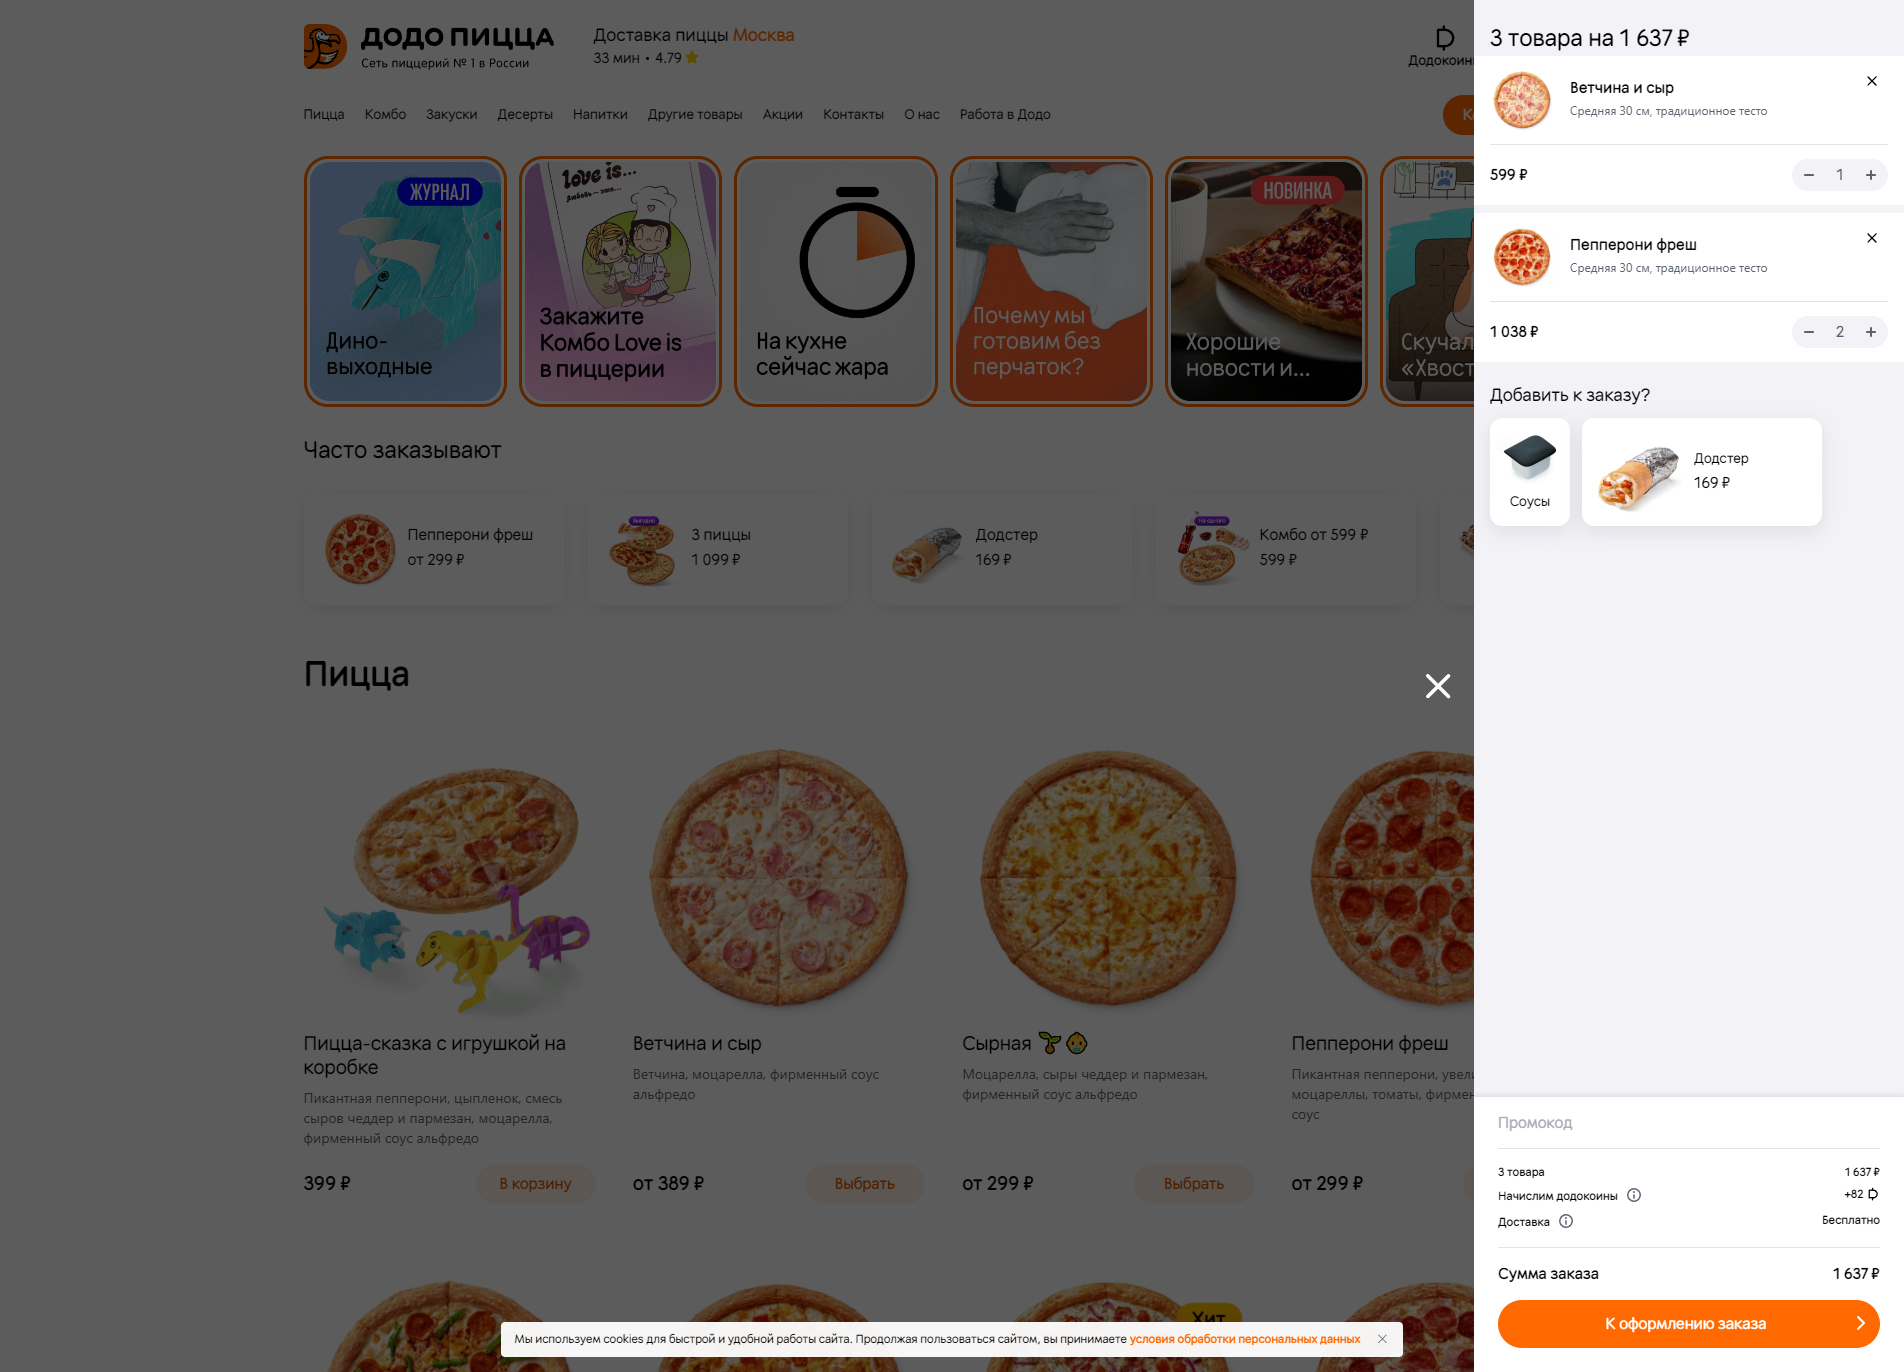 ДОДО ПИЦЦА
Сеть пиццерий № 1 в России
Доставка пиццы Москва
33 мин • 4.79
Пицца
Комбо
Закуски
Десерты
Напитки
Другие товары
Акции
Контакты
О нас
Работа в Додо
ЖУРНАЛ
Дино-
выходные
love is...
Любовь — это...
Закажите
Комбо Love is
в пиццерии
На кухне
сейчас жара
Почему мы
готовим без
перчаток?
НОВИНКА
Хорошие
новости и...
Часто заказывают
Пепперони фреш
от 299 ₽
ВЫГОДНО
3 пиццы
1 099 ₽
Додстер
169 ₽
НА ОДНОГО
Комбо от 599 ₽
599 ₽
Пицца
Пицца-сказка с игрушкой на
коробке
Пикантная пепперони, цыпленок, смесь
сыров чеддер и пармезан, моцарелла,
фирменный соус альфредо
399 ₽
В корзину
Ветчина и сыр
Ветчина, моцарелла, фирменный соус
альфредо
от 389 ₽
Выбрать
Сырная
Моцарелла, сыры чеддер и пармезан,
фирменный соус альфредо
от 299 ₽
Выбрать
Пепперони фреш
Пикантная пепперони,
моцареллы, томаты,
соус
от 299 ₽
Хит
Мы используем cookies для быстрой и удобной работы сайта. Продолжая пользоваться сайтом, вы принимаете условия обработки персональных данных
3 товара на 1 637 ₽
Ветчина и сыр
Средняя 30 см, традиционное тесто
599 ₽
1
Пепперони фреш
Средняя 30 см, традиционное тесто
1 038 ₽
2
Добавить к заказу?
Соусы
Додстер
169 ₽
Промокод
3 товара 1 637 ₽
Начислим додокоины +82
Доставка Бесплатно
Сумма заказа 1 637 ₽
К оформлению заказа